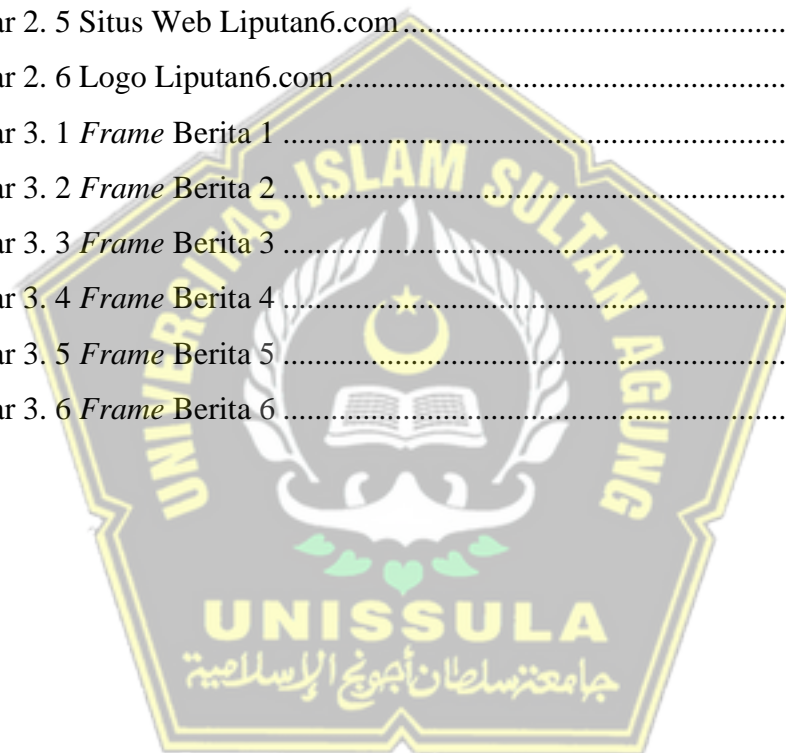 ar 2. 5 Situs Web Liputan6.com ................................................................
ar 2. 6 Logo Liputan6.com ................................................................
ar 3. 1 Frame Berita 1 ................................................................
ar 3. 2 Frame Berita 2 ................................................................
ar 3. 3 Frame Berita 3 ................................................................
ar 3. 4 Frame Berita 4 ................................................................
ar 3. 5 Frame Berita 5 ................................................................
ar 3. 6 Frame Berita 6 ................................................................
UNIVERSITAS ISLAM SULTAN AGUNG
UNISSULA
جامعة سلطان أجونج الإسلامية